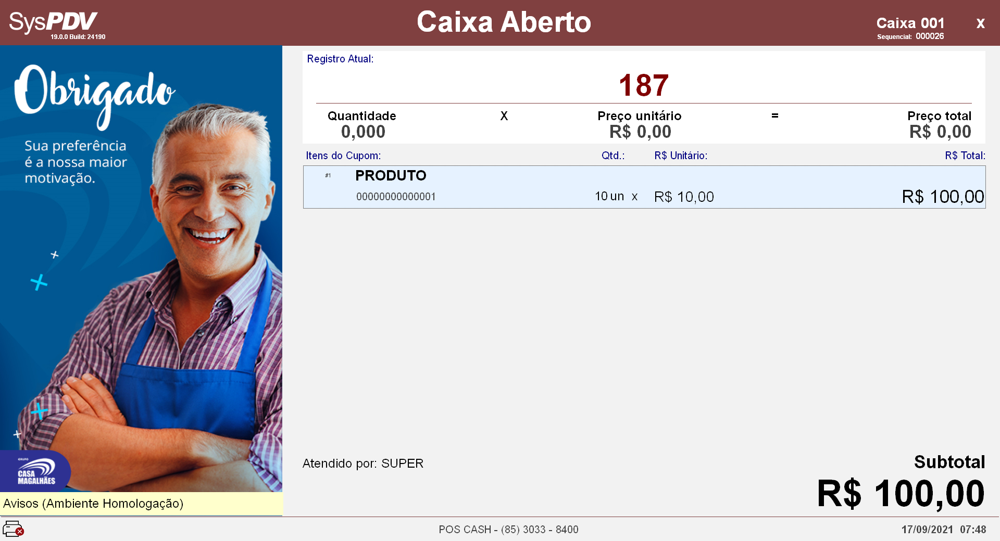 SysPDV
19.0.0 Build: 24190
Caixa Aberto
Caixa 001
Sequencial: 000026
X
Obrigado
Sua preferência
é a nossa maior
motivação.
GRUPO
CASA
MAGALHÃES
Avisos (Ambiente Homologação)
Registro Atual:
187
Quantidade X Preço unitário = Preço total
0,000 R$ 0,00 R$ 0,00
Itens do Cupom: Qtd.: R$ Unitário: R$ Total:
#1 PRODUTO
00000000000001 10 un x R$ 10,00 R$ 100,00
Atendido por: SUPER
Subtotal
R$ 100,00
POS CASH - (85) 3033 - 8400
17/09/2021 07:48